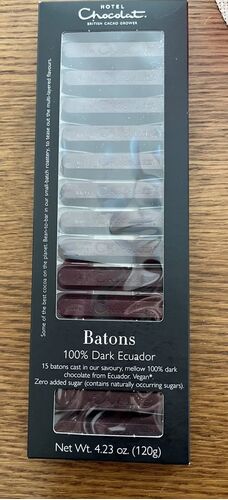 HOTEL
Chocolat.
BRITISH CACAO GROWER
Some of the best cocoa on the planet. Bean-to-bar in our small-batch roastery, to tease out the multi-layered flavours.
Batons
100% Dark Ecuador
15 batons cast in our savoury, mellow 100% dark
chocolate from Ecuador. Vegan*.
Zero added sugar (contains naturally occurring sugars).
Net Wt. 4.23 oz. (120g)